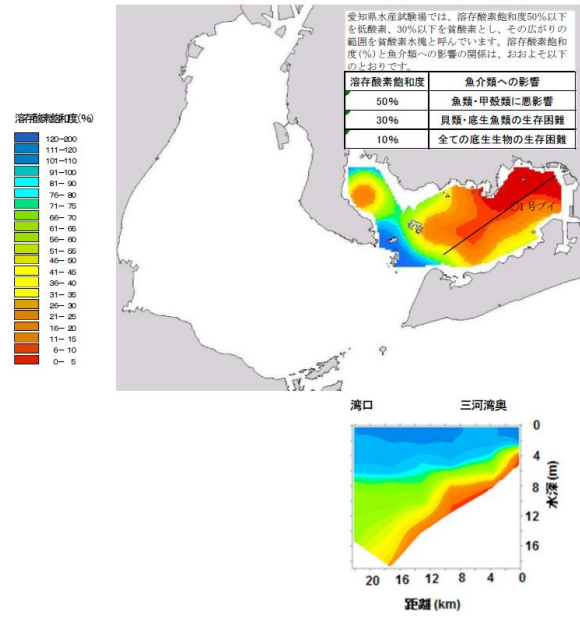 愛知県水産試験場では、溶存酸素飽和度50%以下
を低酸素、30%以下を貧酸素とし、その広がりの
範囲を貧酸素水塊と呼んでいます。溶存酸素飽和
度(%)と魚介類への影響の関係は、おおよそ以下
のとおりです。
溶存酸素飽和度 魚介類への影響
50% 魚類・甲殻類に悪影響
30% 貝類・底生魚類の生存困難
10% 全ての底生生物の生存困難
溶存酸素飽和度(%)
120-200
111-120
101-110
91-100
81-90
76-80
71-75
66-70
61-65
56-60
51-55
46-50
41-45
36-40
31-35
26-30
21-25
16-20
11-15
6-10
0-5
1号ブイ
湾口 三河湾奥
0
4
8
12
16
水深(m)
20 16 12 8 4 0
距離(km)